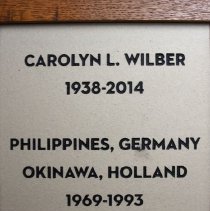 CAROLYN L. WILBER
1938-2014
PHILIPPINES, GERMANY
OKINAWA, HOLLAND
1969-1993